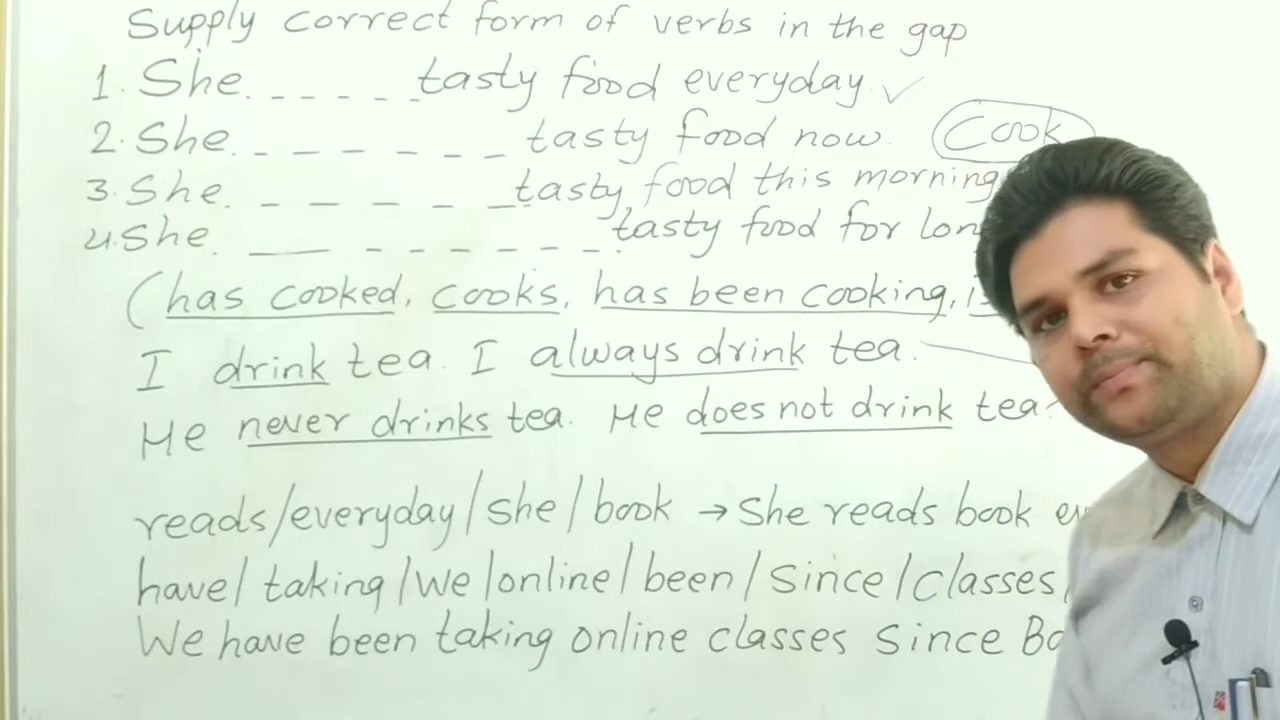 Supply correct form of verbs in the gap
1. She. _ _ _ _ _ tasty food everyday. ✓
2. She. _ _ _ _ _ _ _ tasty food now. Cook
3. She. _ _ _ _ _ tasty food this morning
4. She. _ _ _ _ _ _ _ . tasty food for
(has cooked, cooks, has been cooking,
I drink tea. I always drink tea.
He never drinks tea. He does not drink tea.
reads/everyday/she/book → She reads book
have/ taking /we /online/ been / Since / classes
We have been taking online classes Since